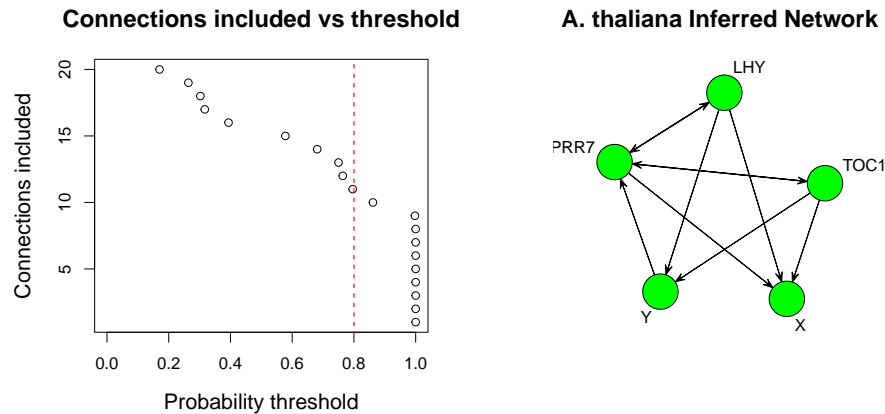 Connections included vs threshold
A. thaliana Inferred Network
Connections included
20
15
10
5
0.0 0.2 0.4 0.6 0.8 1.0
Probability threshold
LHY
PRR7
TOC1
Y
X